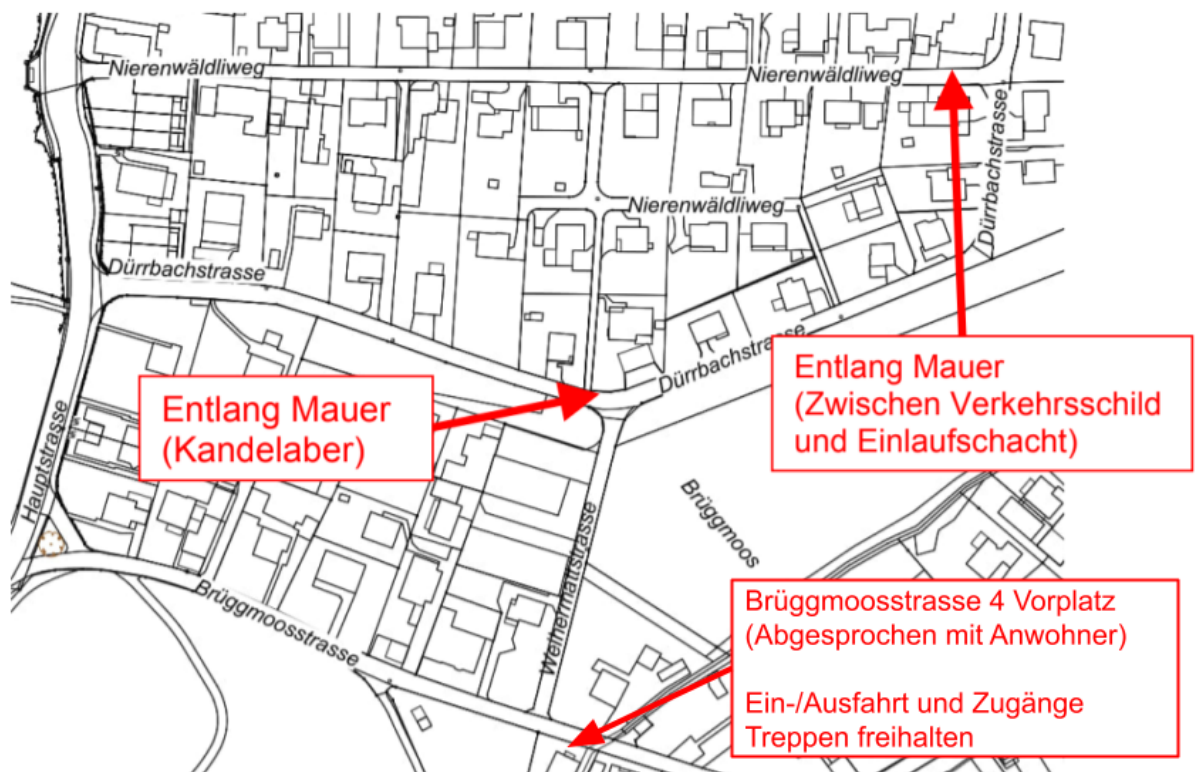 Nierenwäldliweg
Nierenwäldliweg
Dürrbachstrasse
Nierenwäldliweg
Dürrbachstrasse
Dürrbachstrasse
Entlang Mauer
(Zwischen Verkehrsschild
und Einlaufschacht)
Entlang Mauer
(Kandelaber)
Hauptstrasse
Brüggmoos
Weihermattstrasse
Brüggmoosstrasse
Brüggmoosstrasse 4 Vorplatz
(Abgesprochen mit Anwohner)
Ein-/Ausfahrt und Zugänge
Treppen freihalten